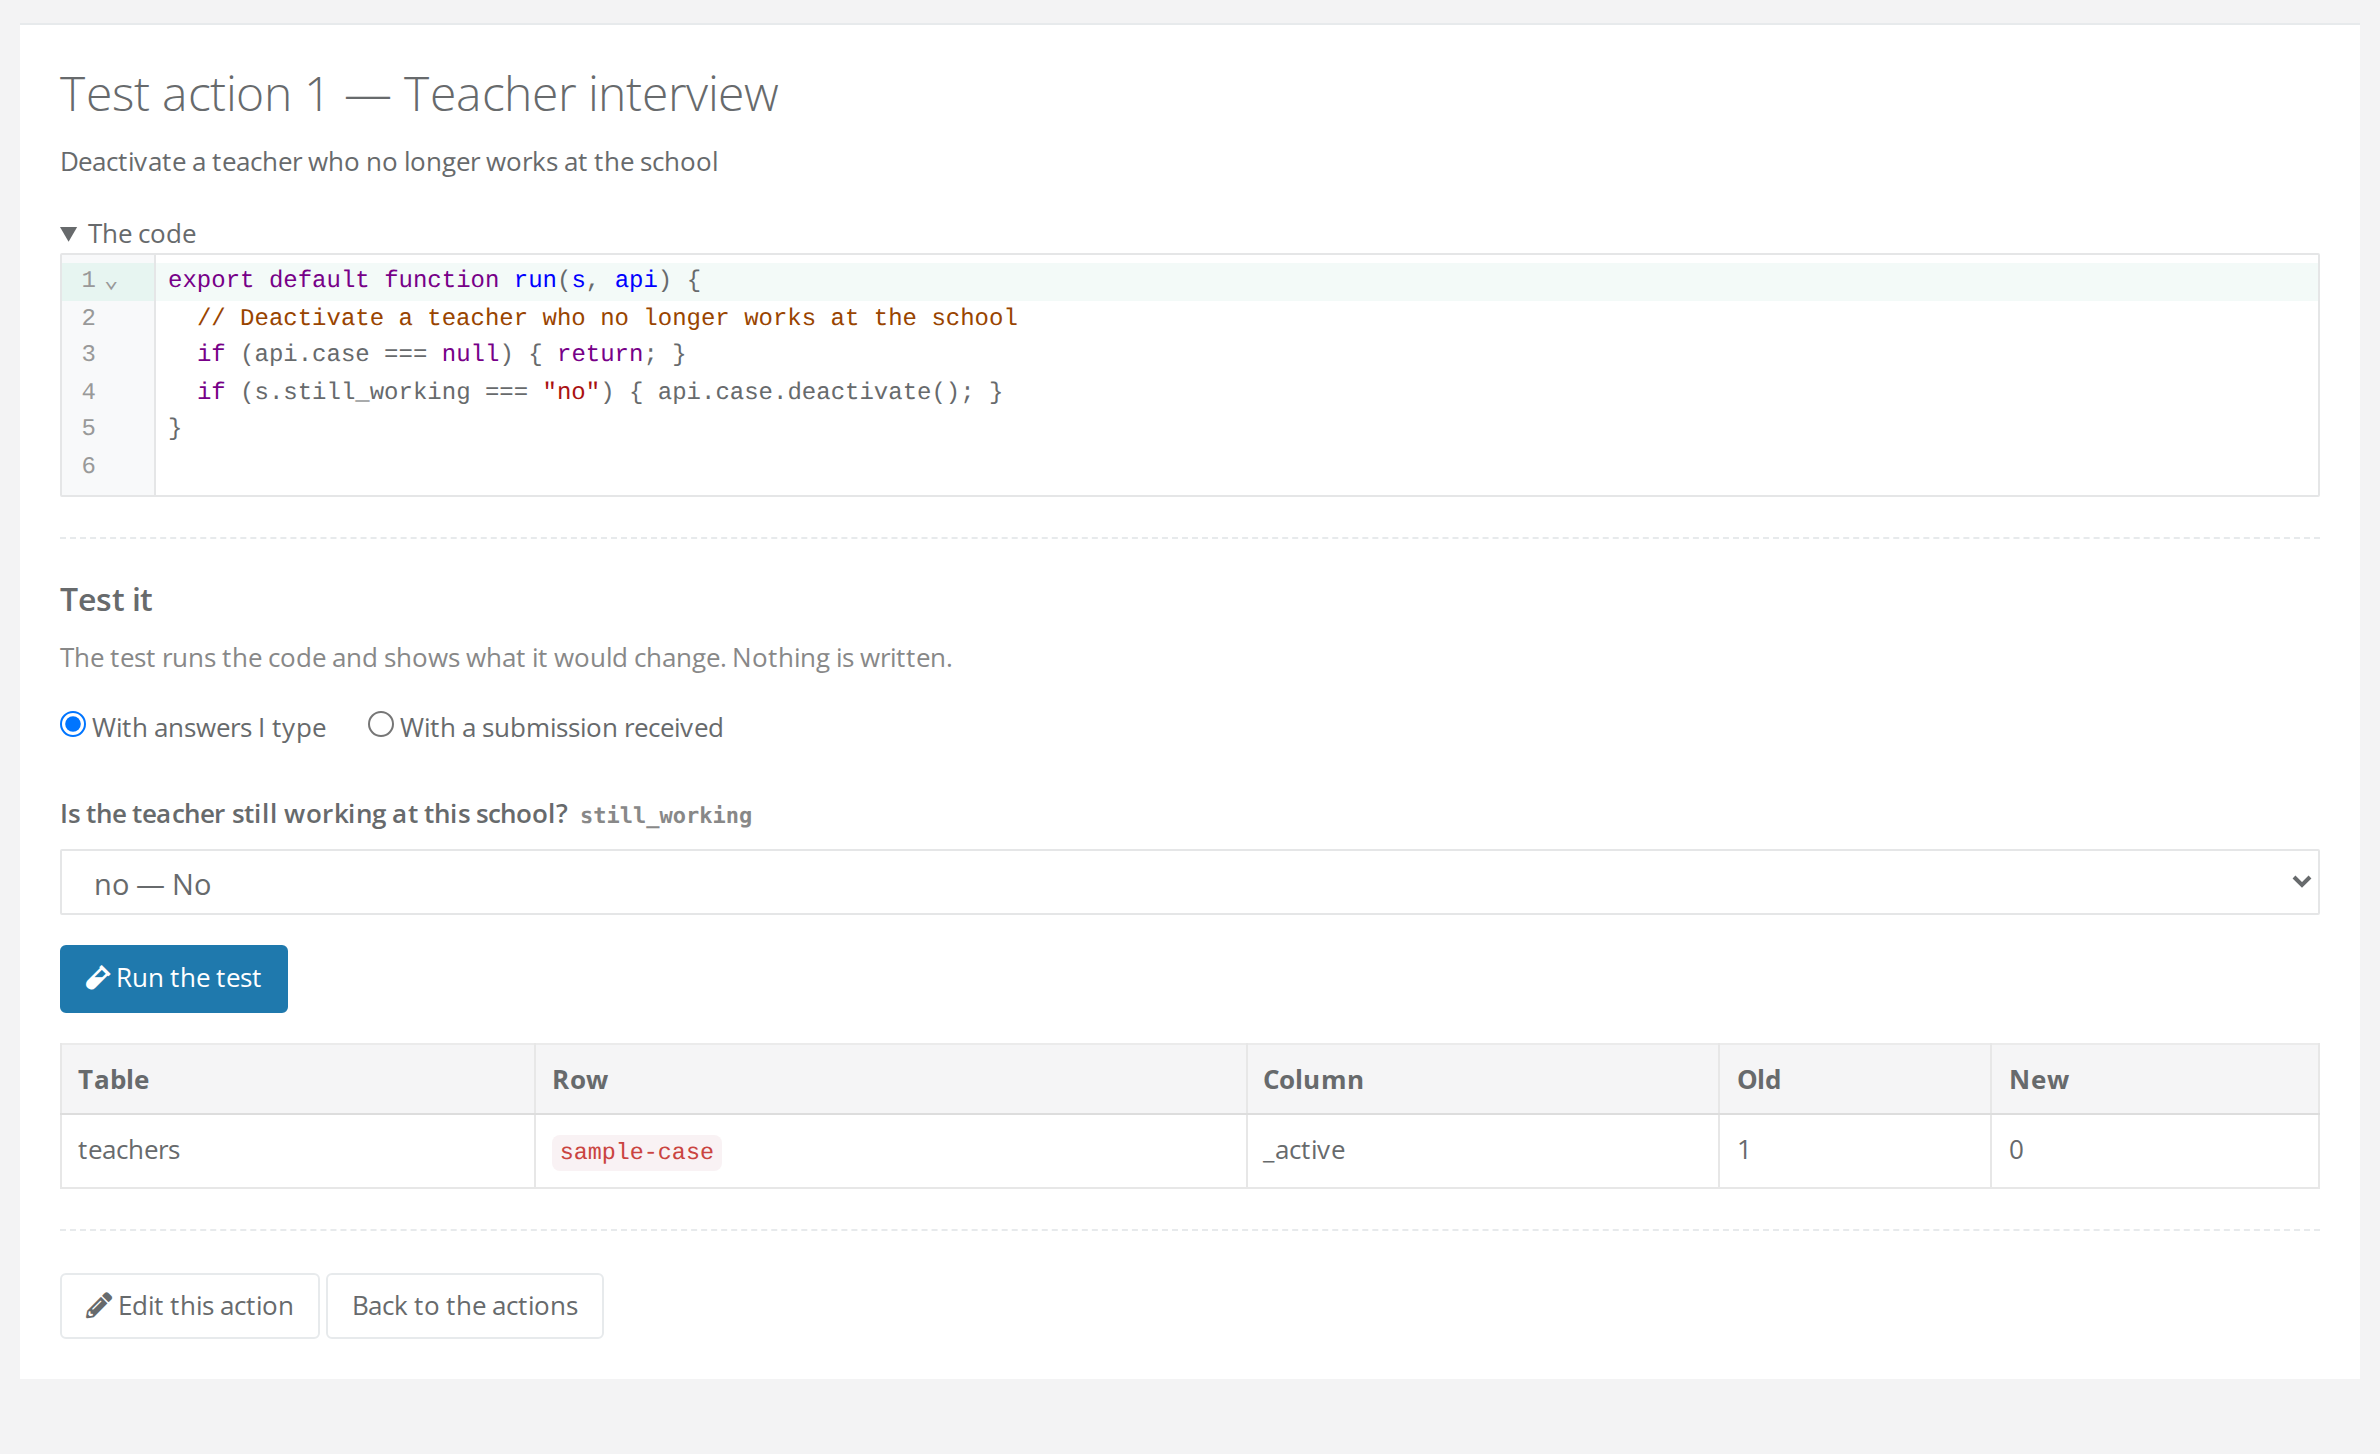 Test action 1 — Teacher interview
Deactivate a teacher who no longer works at the school
▼ The code
1 export default function run(s, api) {
2   // Deactivate a teacher who no longer works at the school
3   if (api.case === null) { return; }
4   if (s.still_working === "no") { api.case.deactivate(); }
5 }
6
Test it
The test runs the code and shows what it would change. Nothing is written.
With answers I type With a submission received
Is the teacher still working at this school? still_working
no — No
Run the test
Table Row Column Old New
teachers sample-case _active 1 0
Edit this action Back to the actions